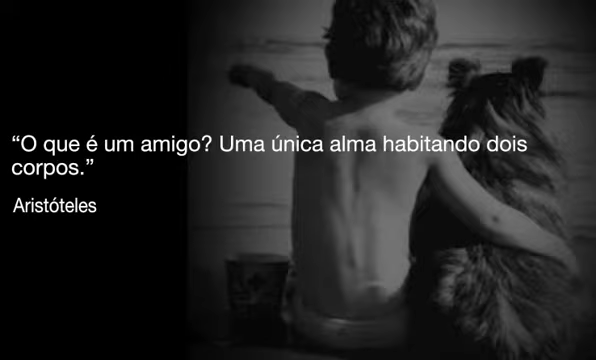 “O que é um amigo? Uma única alma habitando dois
corpos.”
Aristóteles